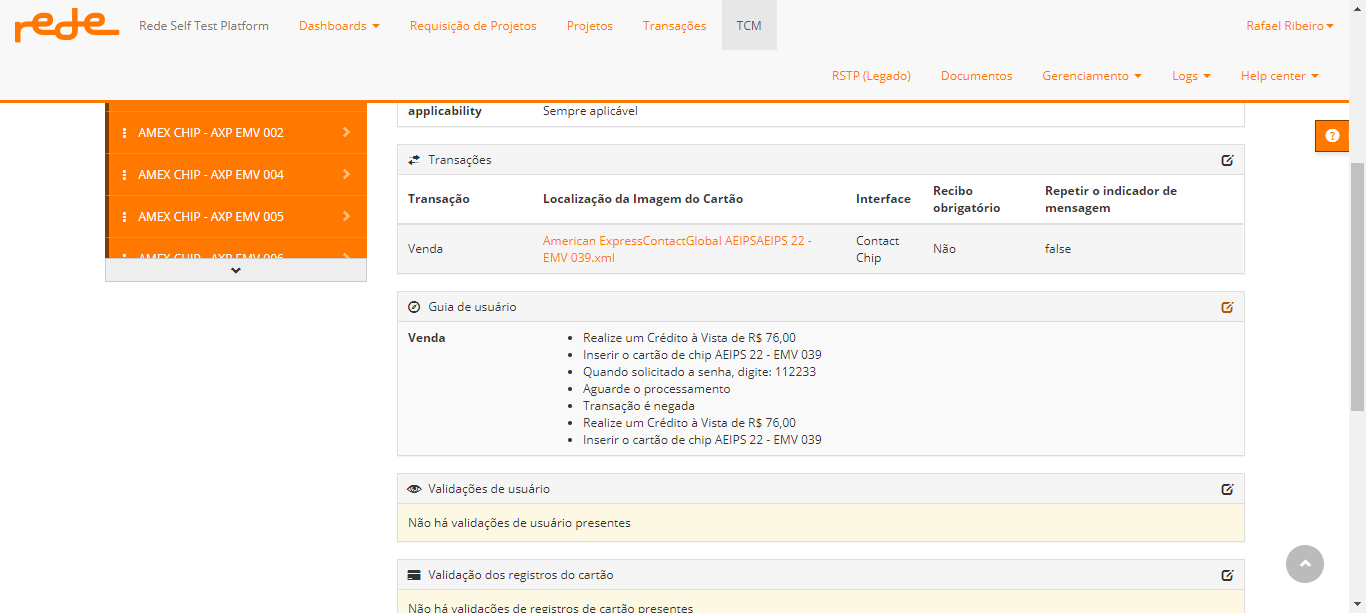 rede Rede Self Test Platform Dashboards Requisição de Projetos Projetos Transações TCM Rafael Ribeiro
RSTP (Legado) Documentos Gerenciamento Logs Help center
AMEX CHIP - AXP EMV 002
AMEX CHIP - AXP EMV 004
AMEX CHIP - AXP EMV 005
AMEX CHIP - AXP EMV 006
applicability Sempre aplicável
Transações
Transação Localização da Imagem do Cartão Interface Recibo obrigatório Repetir o indicador de mensagem
Venda American ExpressContactGlobal AEIPSAEIPS 22 - EMV 039.xml Contact Chip Não false
Guia de usuário
Venda
Realize um Crédito à Vista de R$ 76,00
Inserir o cartão de chip AEIPS 22 - EMV 039
Quando solicitado a senha, digite: 112233
Aguarde o processamento
Transação é negada
Realize um Crédito à Vista de R$ 76,00
Inserir o cartão de chip AEIPS 22 - EMV 039
Validações de usuário
Não há validações de usuário presentes
Validação dos registros do cartão
Não há validações de registros de cartão presentes